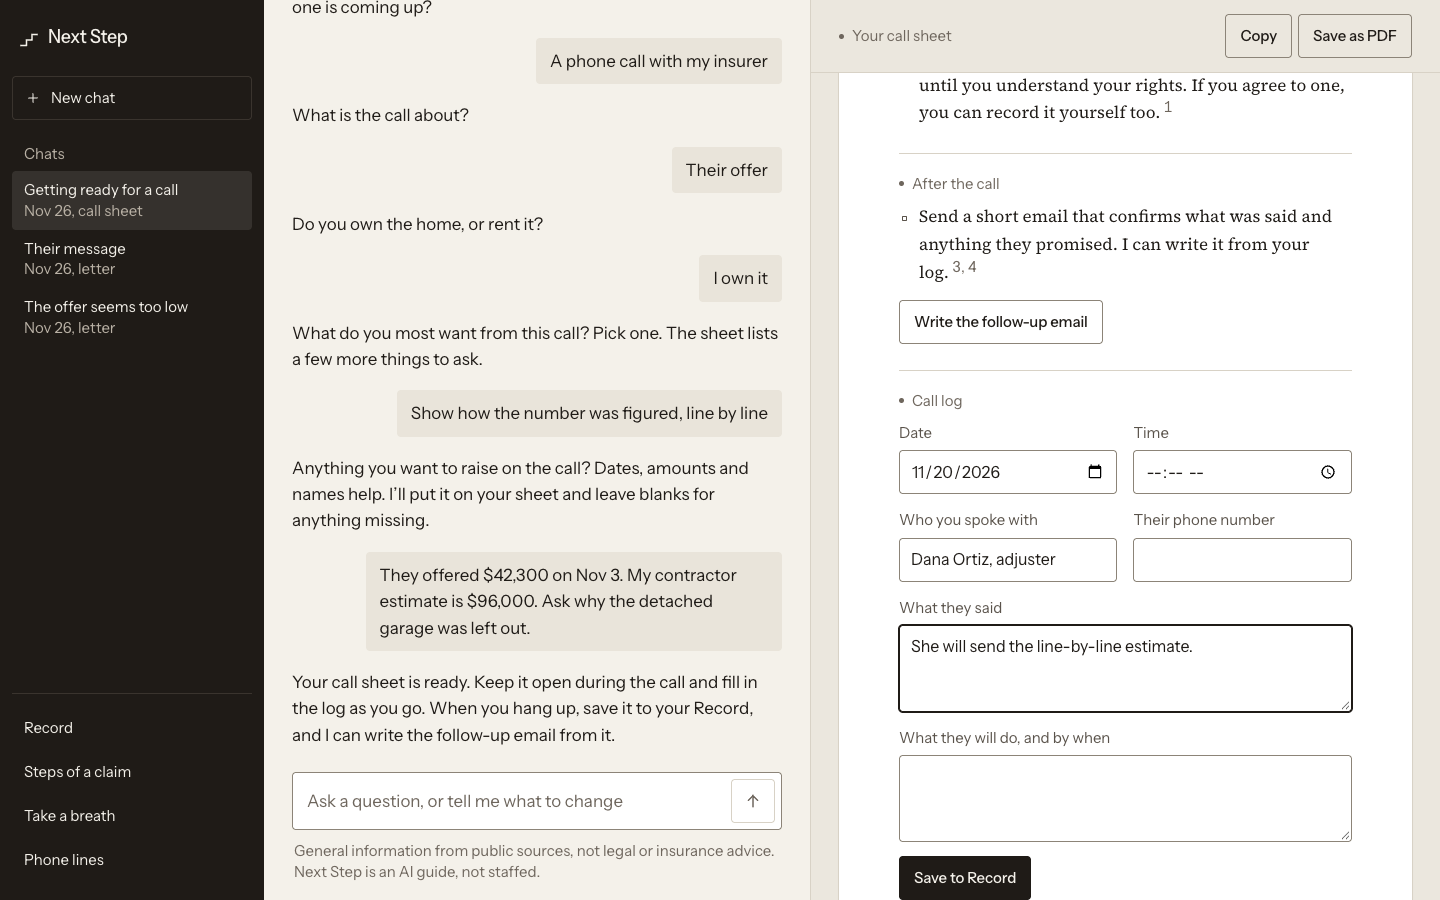 Next Step
New chat
Chats
Getting ready for a call
Nov 26, call sheet
Their message
Nov 26, letter
The offer seems too low
Nov 26, letter
Record
Steps of a claim
Take a breath
Phone lines
one is coming up?
A phone call with my insurer
What is the call about?
Their offer
Do you own the home, or rent it?
I own it
What do you most want from this call? Pick one. The sheet lists
a few more things to ask.
Show how the number was figured, line by line
Anything you want to raise on the call? Dates, amounts and
names help. I’ll put it on your sheet and leave blanks for
anything missing.
They offered $42,300 on Nov 3. My contractor
estimate is $96,000. Ask why the detached
garage was left out.
Your call sheet is ready. Keep it open during the call and fill in
the log as you go. When you hang up, save it to your Record,
and I can write the follow-up email from it.
Ask a question, or tell me what to change
General information from public sources, not legal or insurance advice.
Next Step is an AI guide, not staffed.
Your call sheet
Copy
Save as PDF
until you understand your rights. If you agree to one,
you can record it yourself too. 1
After the call
Send a short email that confirms what was said and
anything they promised. I can write it from your
log. 3, 4
Write the follow-up email
Call log
Date
Time
11/20/2026
--:-- --
Who you spoke with
Their phone number
Dana Ortiz, adjuster
What they said
She will send the line-by-line estimate.
What they will do, and by when
Save to Record